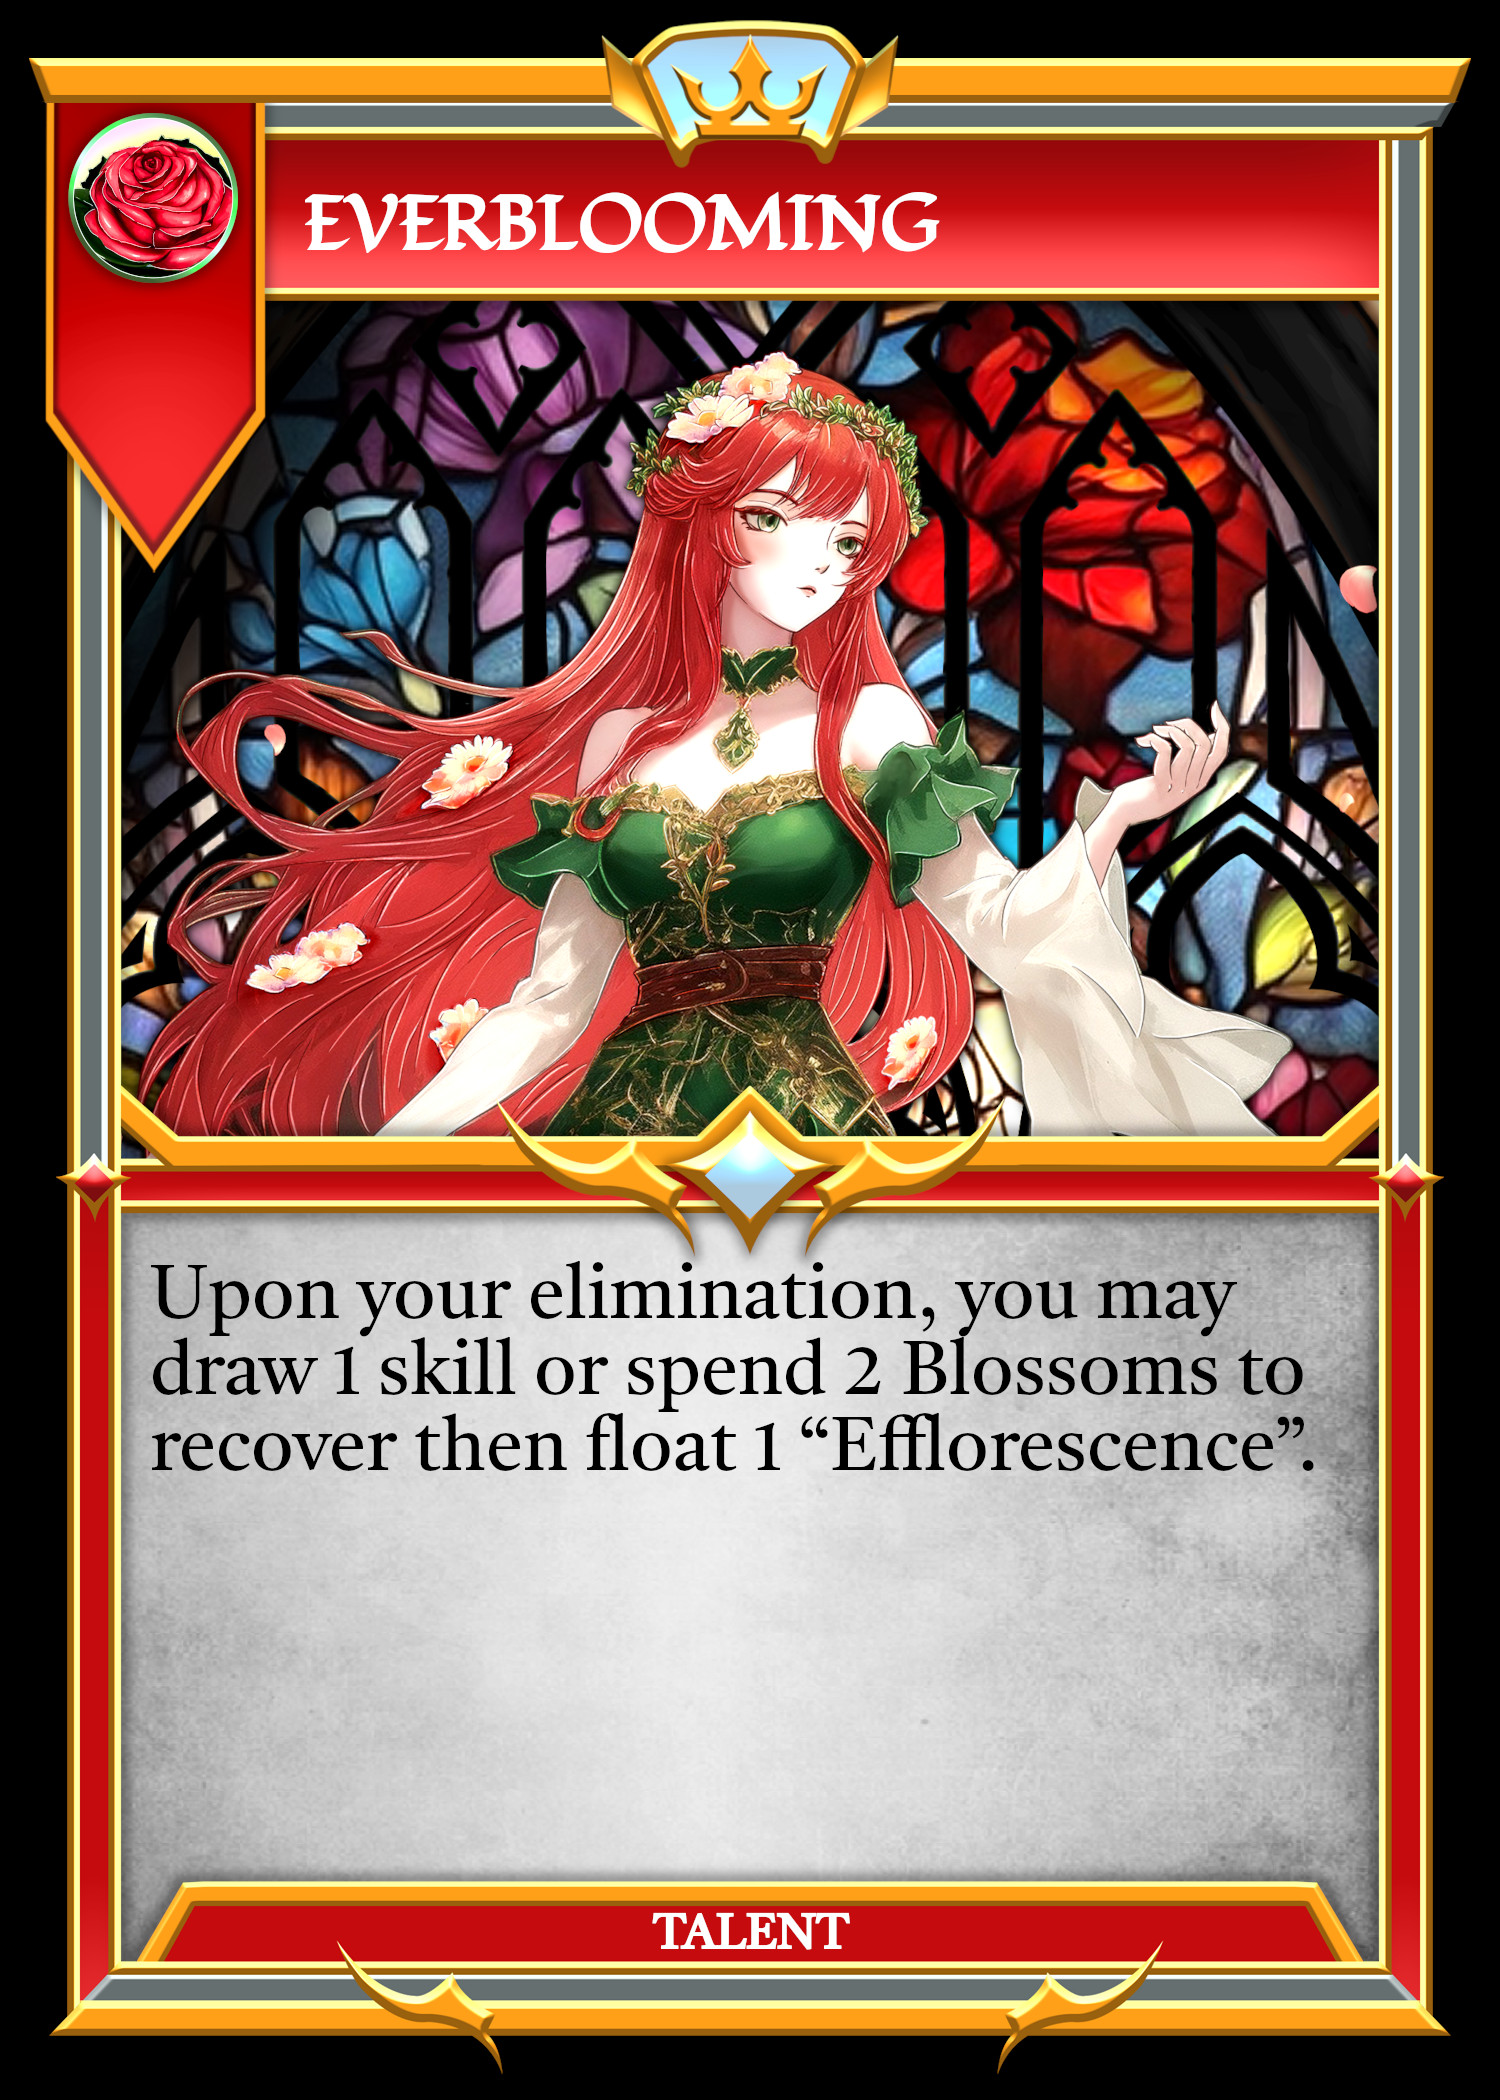 EVERBLOOMING
Upon your elimination, you may
draw 1 skill or spend 2 Blossoms to
recover then float 1 “Efflorescence”.
TALENT